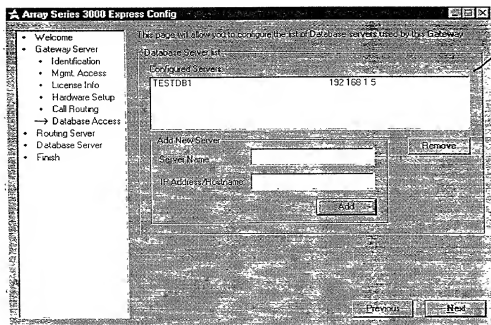 Array Series 3000 Express Config
This page will allow you to configure the list of Database servers used by this Gateway
Welcome
Gateway Server
Identification
Mgmt. Access
License Info
Hardware Setup
Call Routing
Database Access
Routing Server
Database Server
Finish
Database Server list
Configured Servers:
TESTDB1 192 168 1 5
Remove
Add New Server
Server Name
IP Address/Hostname
Add
Previous
Next